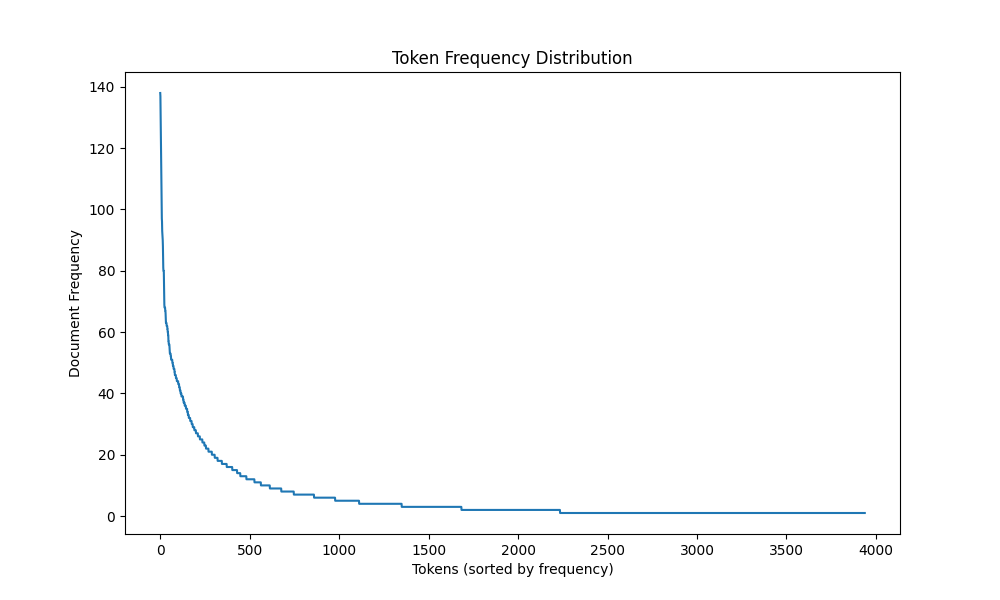 Token Frequency Distribution
140
120
100
80
60
40
20
0
Document Frequency
0 500 1000 1500 2000 2500 3000 3500 4000
Tokens (sorted by frequency)